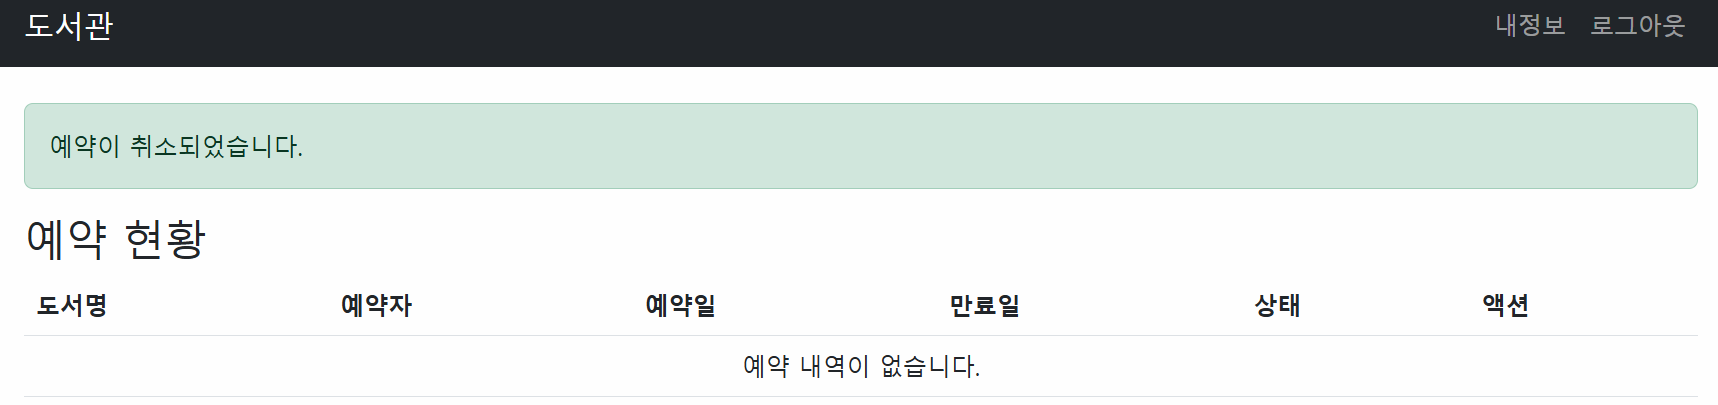 도서관 내정보 로그아웃
예약이 취소되었습니다.
예약 현황
도서명 예약자 예약일 만료일 상태 액션
예약 내역이 없습니다.